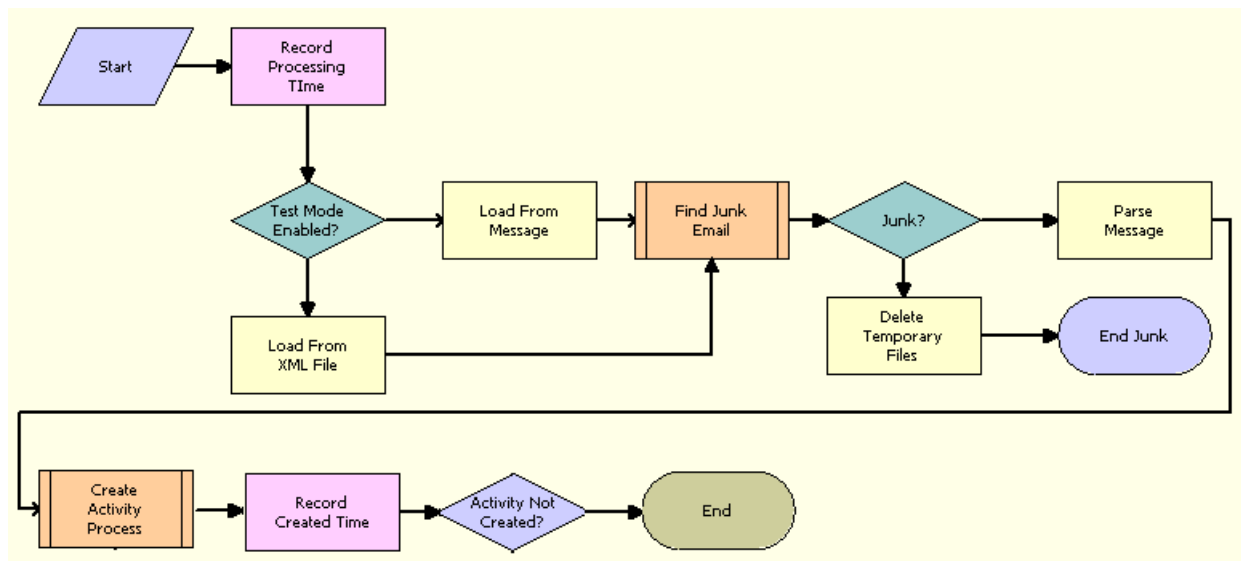 Start
Record
Processing
TIme
Test Mode
Enabled?
Load From
Message
Find Junk
Email
Junk?
Parse
Message
Load From
XML File
Delete
Temporary
Files
End Junk
Create
Activity
Process
Record
Created Time
Activity Not
Created?
End